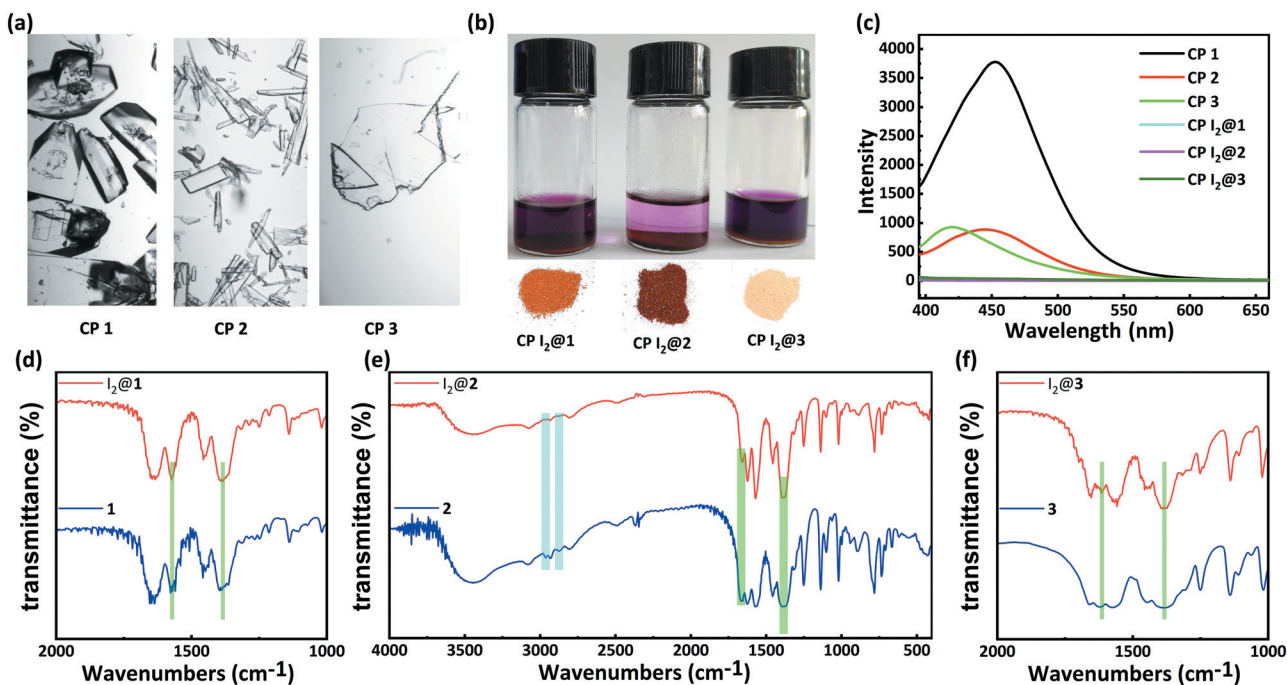 (a)
CP 1
CP 2
CP 3
(b)
CP I₂@1
CP I₂@2
CP I₂@3
(c)
Intensity
4000
3500
3000
2500
2000
1500
1000
500
0
400
450
500
550
600
650
Wavelength (nm)
CP 1
CP 2
CP 3
CP I₂@1
CP I₂@2
CP I₂@3
(d)
transmittance (%)
I₂@1
1
2000
1500
1000
Wavenumbers (cm⁻¹)
(e)
transmittance (%)
I₂@2
2
4000
3500
3000
2500
2000
1500
1000
500
Wavenumbers (cm⁻¹)
(f)
transmittance (%)
I₂@3
3
2000
1500
1000
Wavenumbers (cm⁻¹)